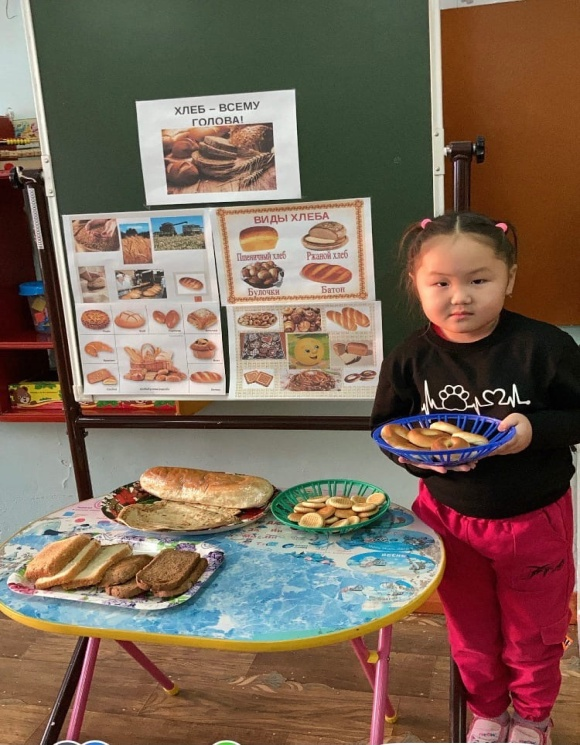 ХЛЕБ – ВСЕМУ
ГОЛОВА!
ВИДЫ ХЛЕБА
Пшеничный хлеб
Ржаной хлеб
Булочки
Батон